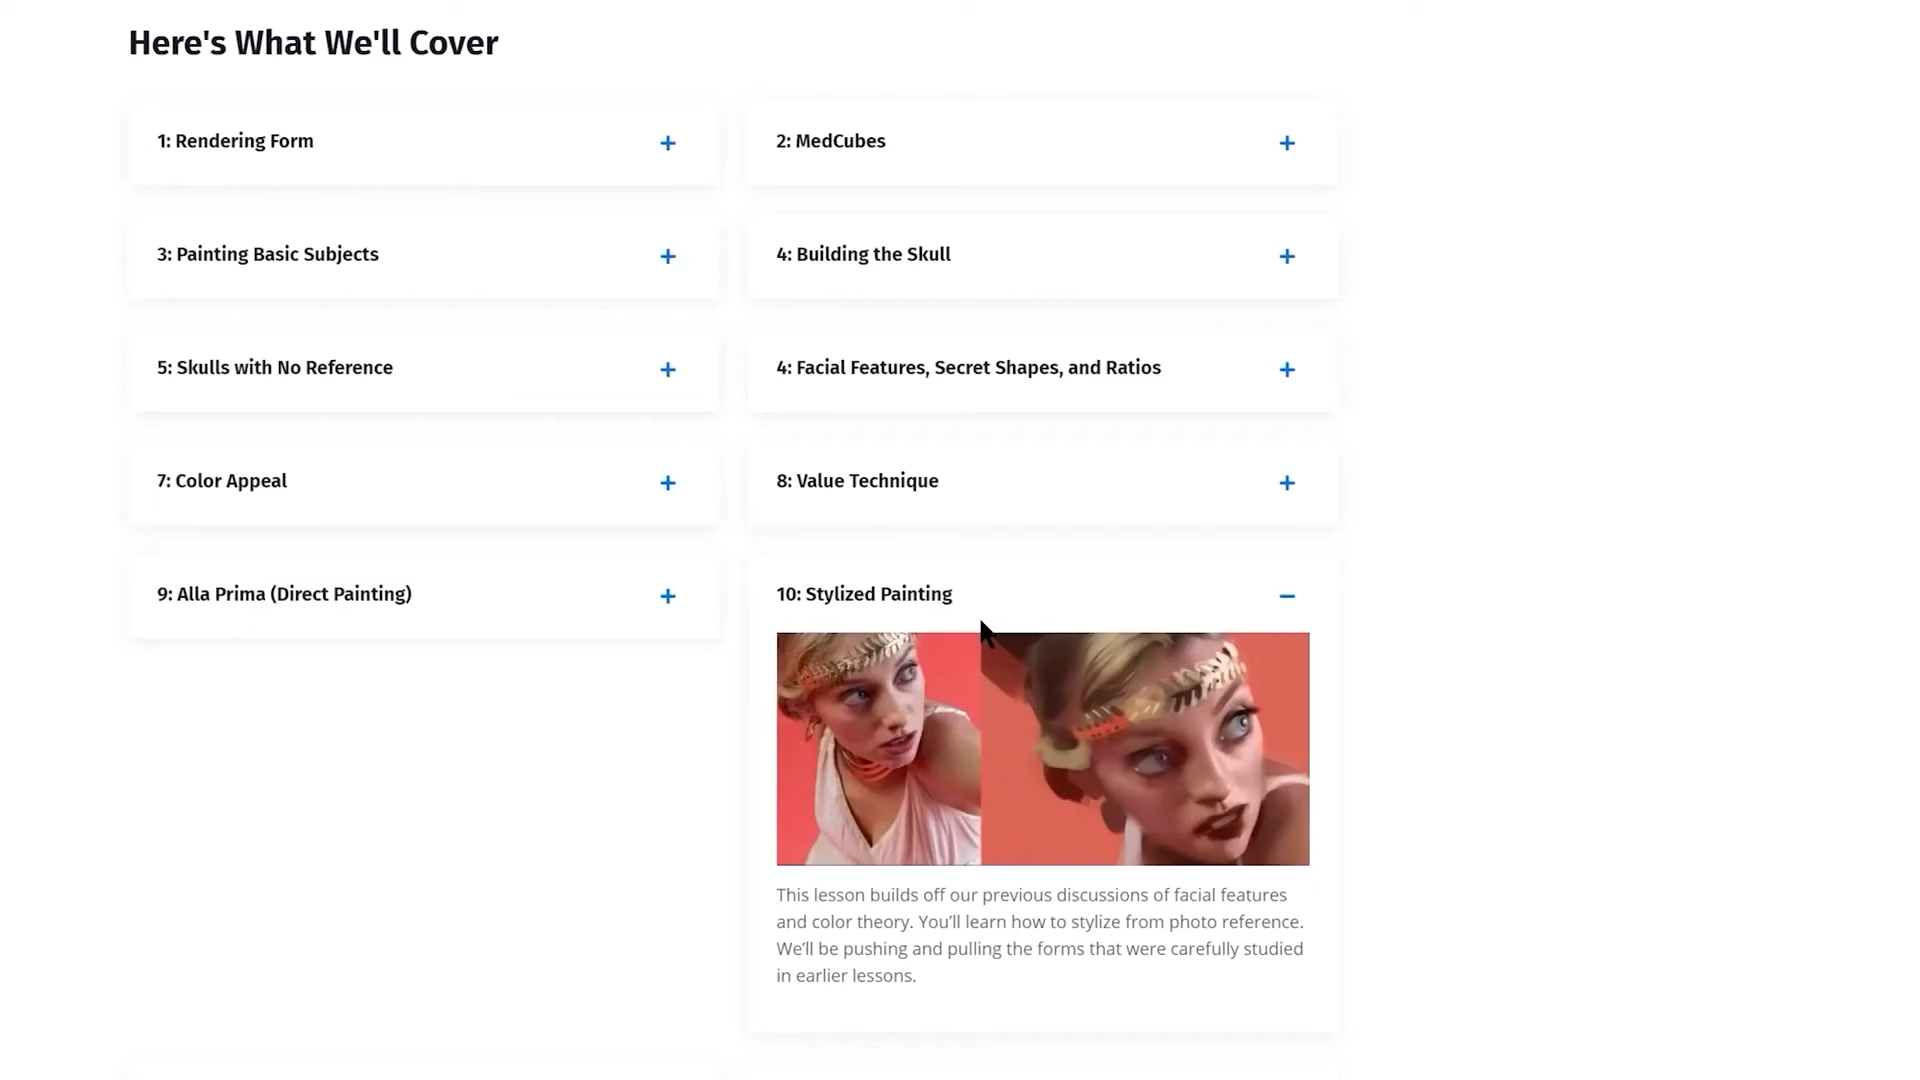 Here's What We'll Cover
1: Rendering Form
2: MedCubes
3: Painting Basic Subjects
4: Building the Skull
5: Skulls with No Reference
4: Facial Features, Secret Shapes, and Ratios
7: Color Appeal
8: Value Technique
9: Alla Prima (Direct Painting)
10: Stylized Painting
This lesson builds off our previous discussions of facial features
and color theory. You’ll learn how to stylize from photo reference.
We’ll be pushing and pulling the forms that were carefully studied
in earlier lessons.